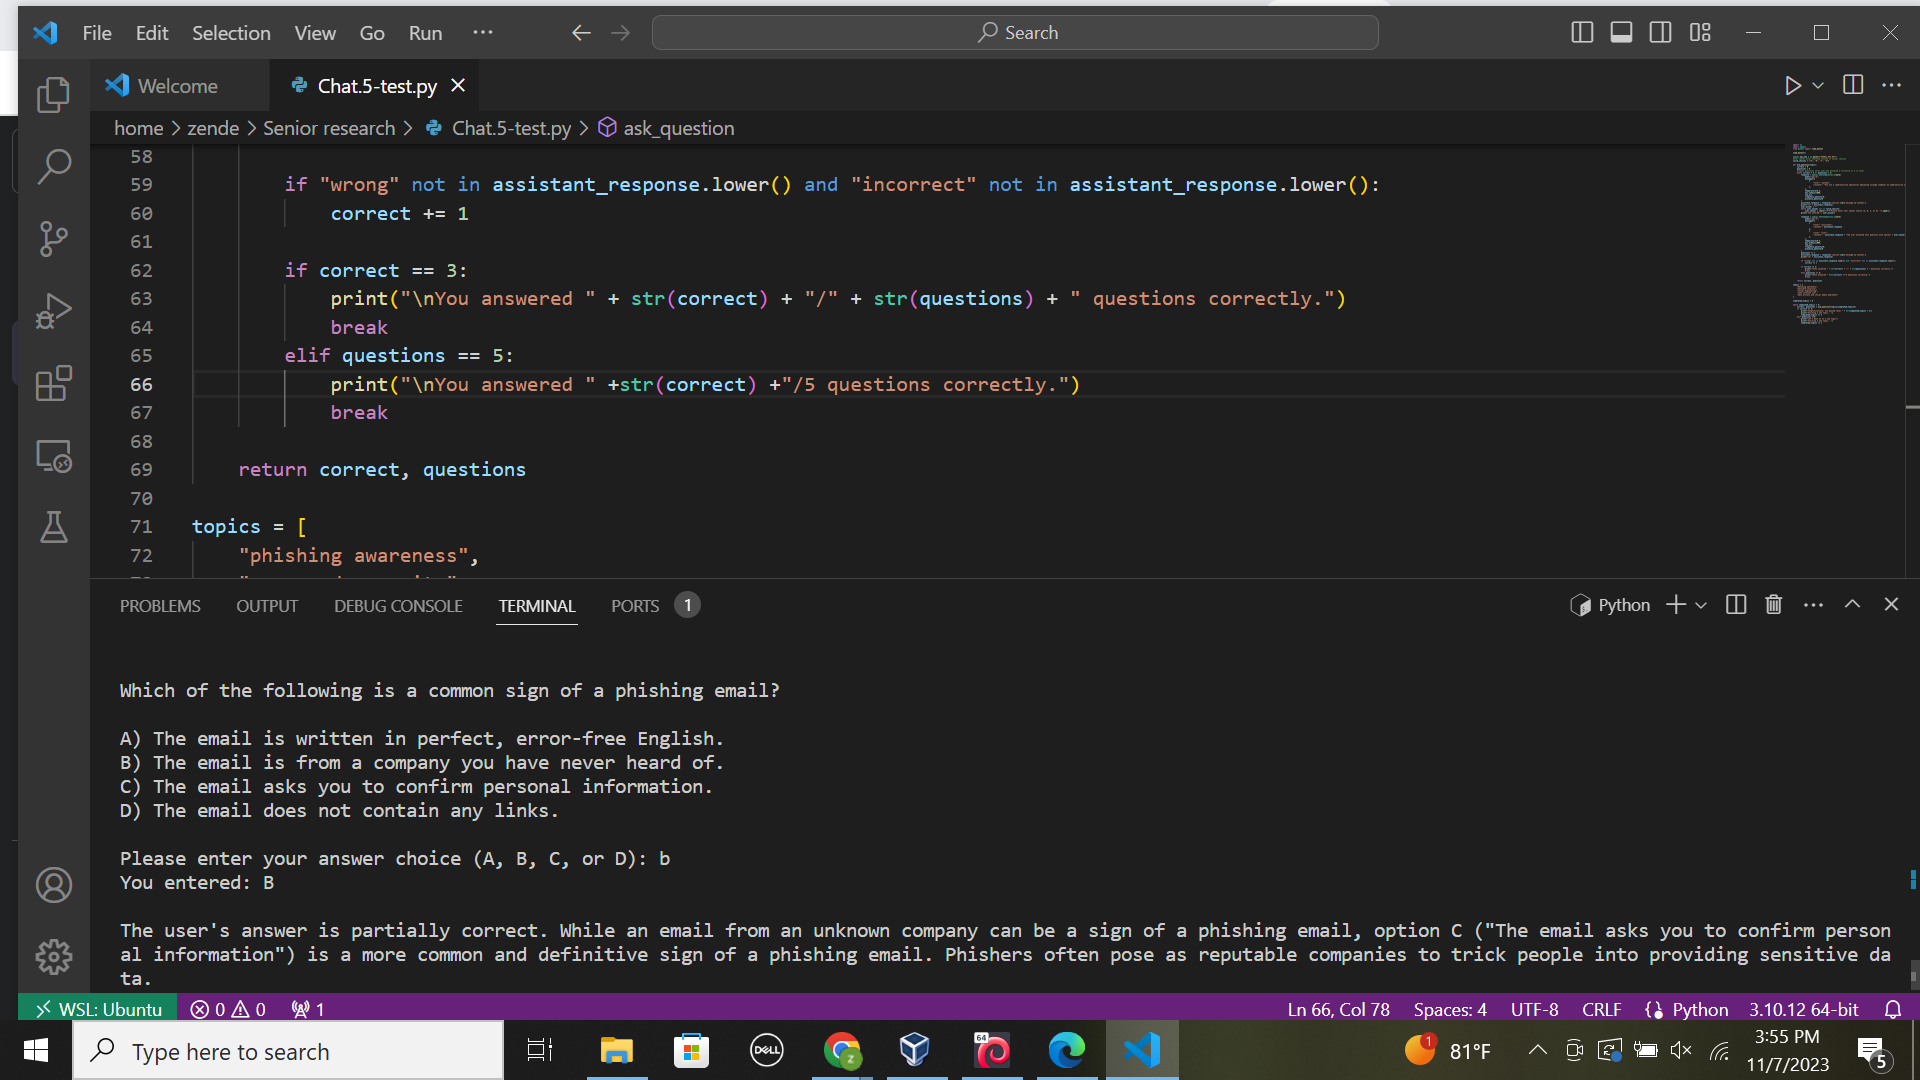 File Edit Selection View Go Run ··· Search
Welcome Chat.5-test.py
home > zende > Senior research > Chat.5-test.py > ask_question
58
59 if "wrong" not in assistant_response.lower() and "incorrect" not in assistant_response.lower():
60 correct += 1
61
62 if correct == 3:
63 print("\nYou answered " + str(correct) + "/" + str(questions) + " questions correctly.")
64 break
65 elif questions == 5:
66 print("\nYou answered " +str(correct) +"/5 questions correctly.")
67 break
68
69 return correct, questions
70
71 topics = [
72 "phishing awareness",
PROBLEMS OUTPUT DEBUG CONSOLE TERMINAL PORTS 1 Python
Which of the following is a common sign of a phishing email?
A) The email is written in perfect, error-free English.
B) The email is from a company you have never heard of.
C) The email asks you to confirm personal information.
D) The email does not contain any links.
Please enter your answer choice (A, B, C, or D): b
You entered: B
The user's answer is partially correct. While an email from an unknown company can be a sign of a phishing email, option C ("The email asks you to confirm person
al information") is a more common and definitive sign of a phishing email. Phishers often pose as reputable companies to trick people into providing sensitive da
ta.
WSL: Ubuntu 0 0 1 Ln 66, Col 78 Spaces: 4 UTF-8 CRLF Python 3.10.12 64-bit
Type here to search DELL z 64 1 81°F 3:55 PM
11/7/2023 5